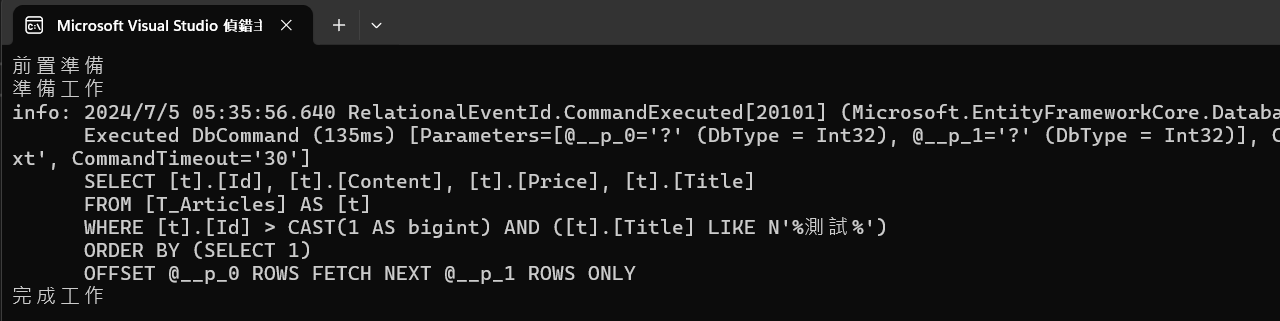 Microsoft Visual Studio 偵錯主
前置準備
準備工作
info: 2024/7/5 05:35:56.640 RelationalEventId.CommandExecuted[20101] (Microsoft.EntityFrameworkCore.Databa
Executed DbCommand (135ms) [Parameters=[@__p_0='?' (DbType = Int32), @__p_1='?' (DbType = Int32)], C
xt', CommandTimeout='30']
SELECT [t].[Id], [t].[Content], [t].[Price], [t].[Title]
FROM [T_Articles] AS [t]
WHERE [t].[Id] > CAST(1 AS bigint) AND ([t].[Title] LIKE N'%測試%')
ORDER BY (SELECT 1)
OFFSET @__p_0 ROWS FETCH NEXT @__p_1 ROWS ONLY
完成工作